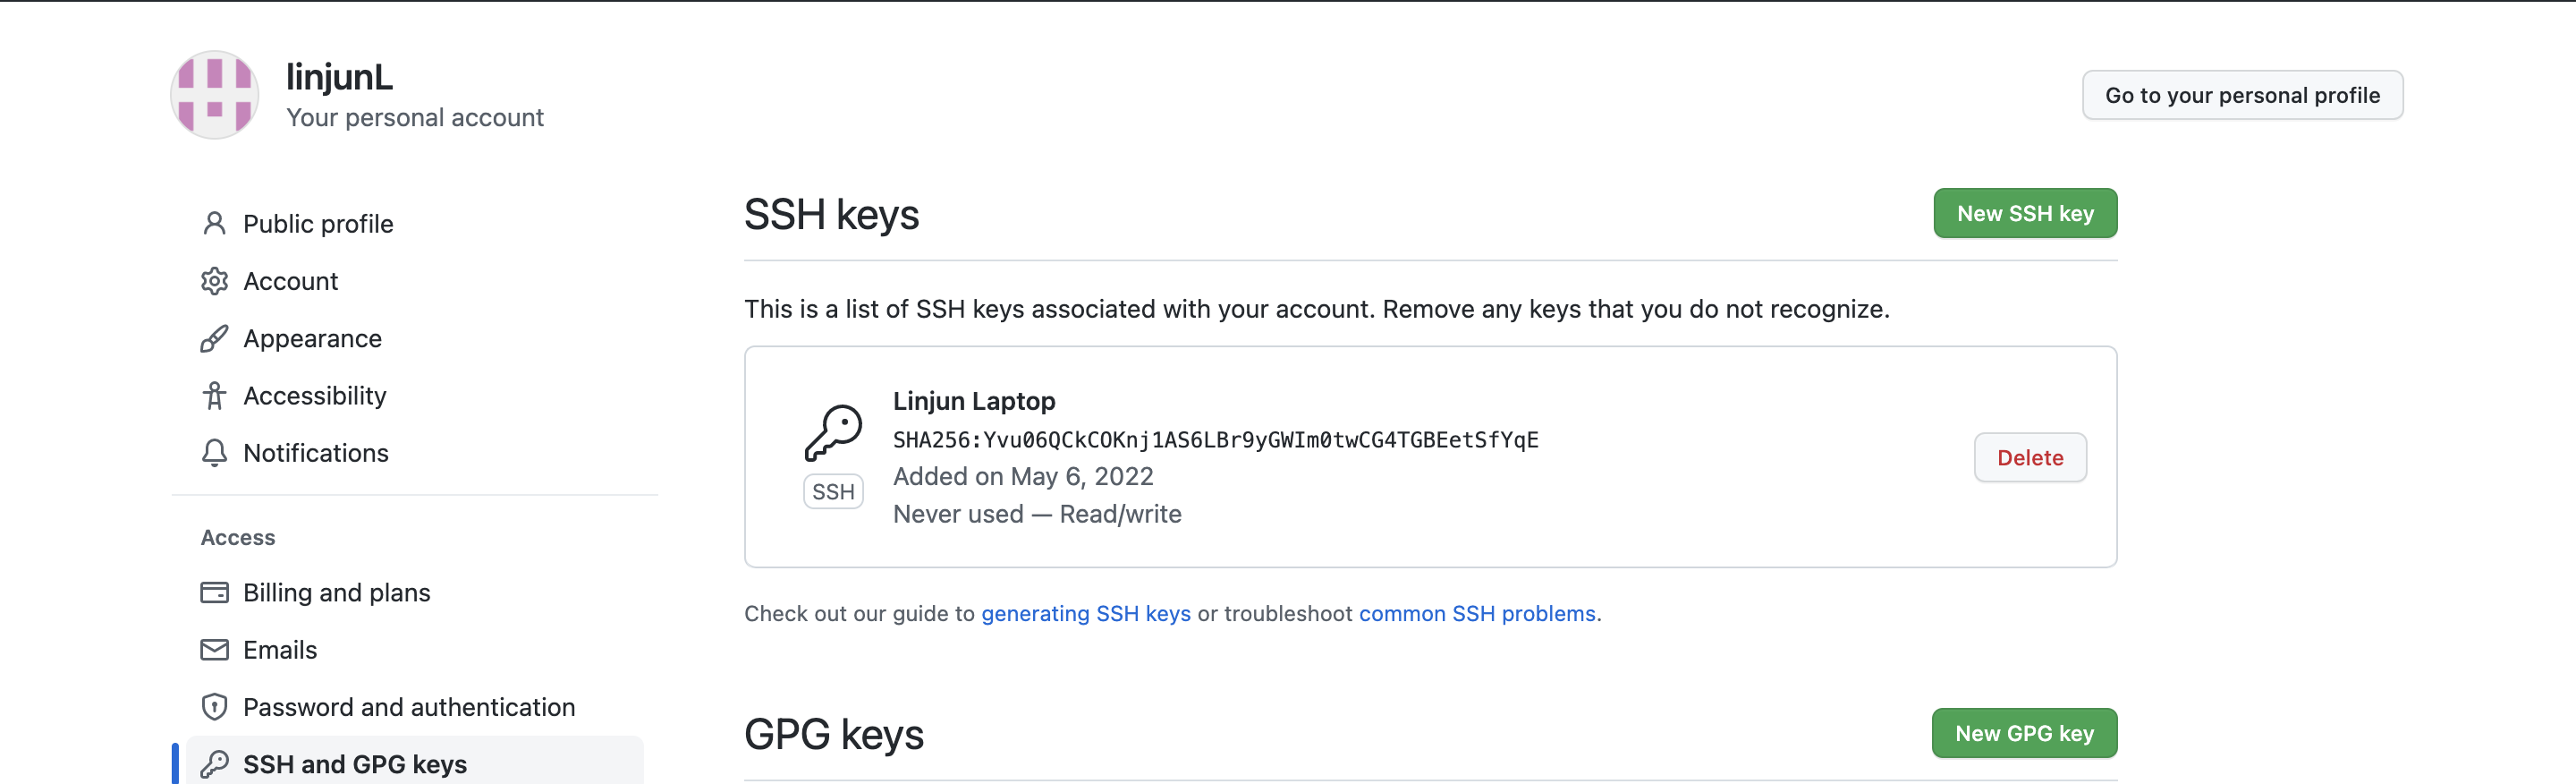 linjunL
Your personal account
Go to your personal profile
Public profile
Account
Appearance
Accessibility
Notifications
Access
Billing and plans
Emails
Password and authentication
SSH and GPG keys
SSH keys
New SSH key
This is a list of SSH keys associated with your account. Remove any keys that you do not recognize.
Linjun Laptop
SHA256:Yvu06QCkCOKnj1AS6LBr9yGWIm0twCG4TGBEetSfYqE
Added on May 6, 2022
Never used — Read/write
SSH
Delete
Check out our guide to generating SSH keys or troubleshoot common SSH problems.
GPG keys
New GPG key